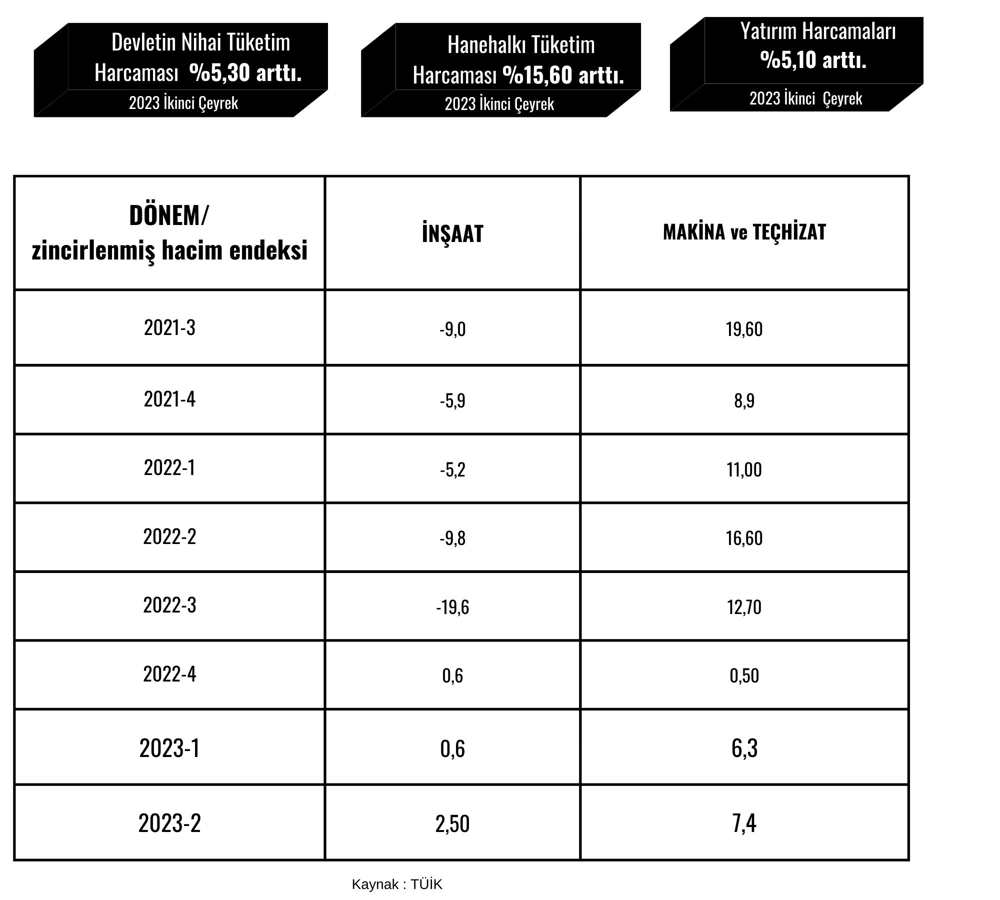 Devletin Nihai Tüketim
Harcaması %5,30 arttı.
2023 İkinci Çeyrek
Hanehalkı Tüketim
Harcaması %15,60 arttı.
2023 İkinci Çeyrek
Yatırım Harcamaları
%5,10 arttı.
2023 İkinci Çeyrek
DÖNEM/
zincirlenmiş hacim endeksi
İNŞAAT
MAKİNA ve TEÇHİZAT
2021-3 -9,0 19,60
2021-4 -5,9 8,9
2022-1 -5,2 11,00
2022-2 -9,8 16,60
2022-3 -19,6 12,70
2022-4 0,6 0,50
2023-1 0,6 6,3
2023-2 2,50 7,4
Kaynak : TÜİK